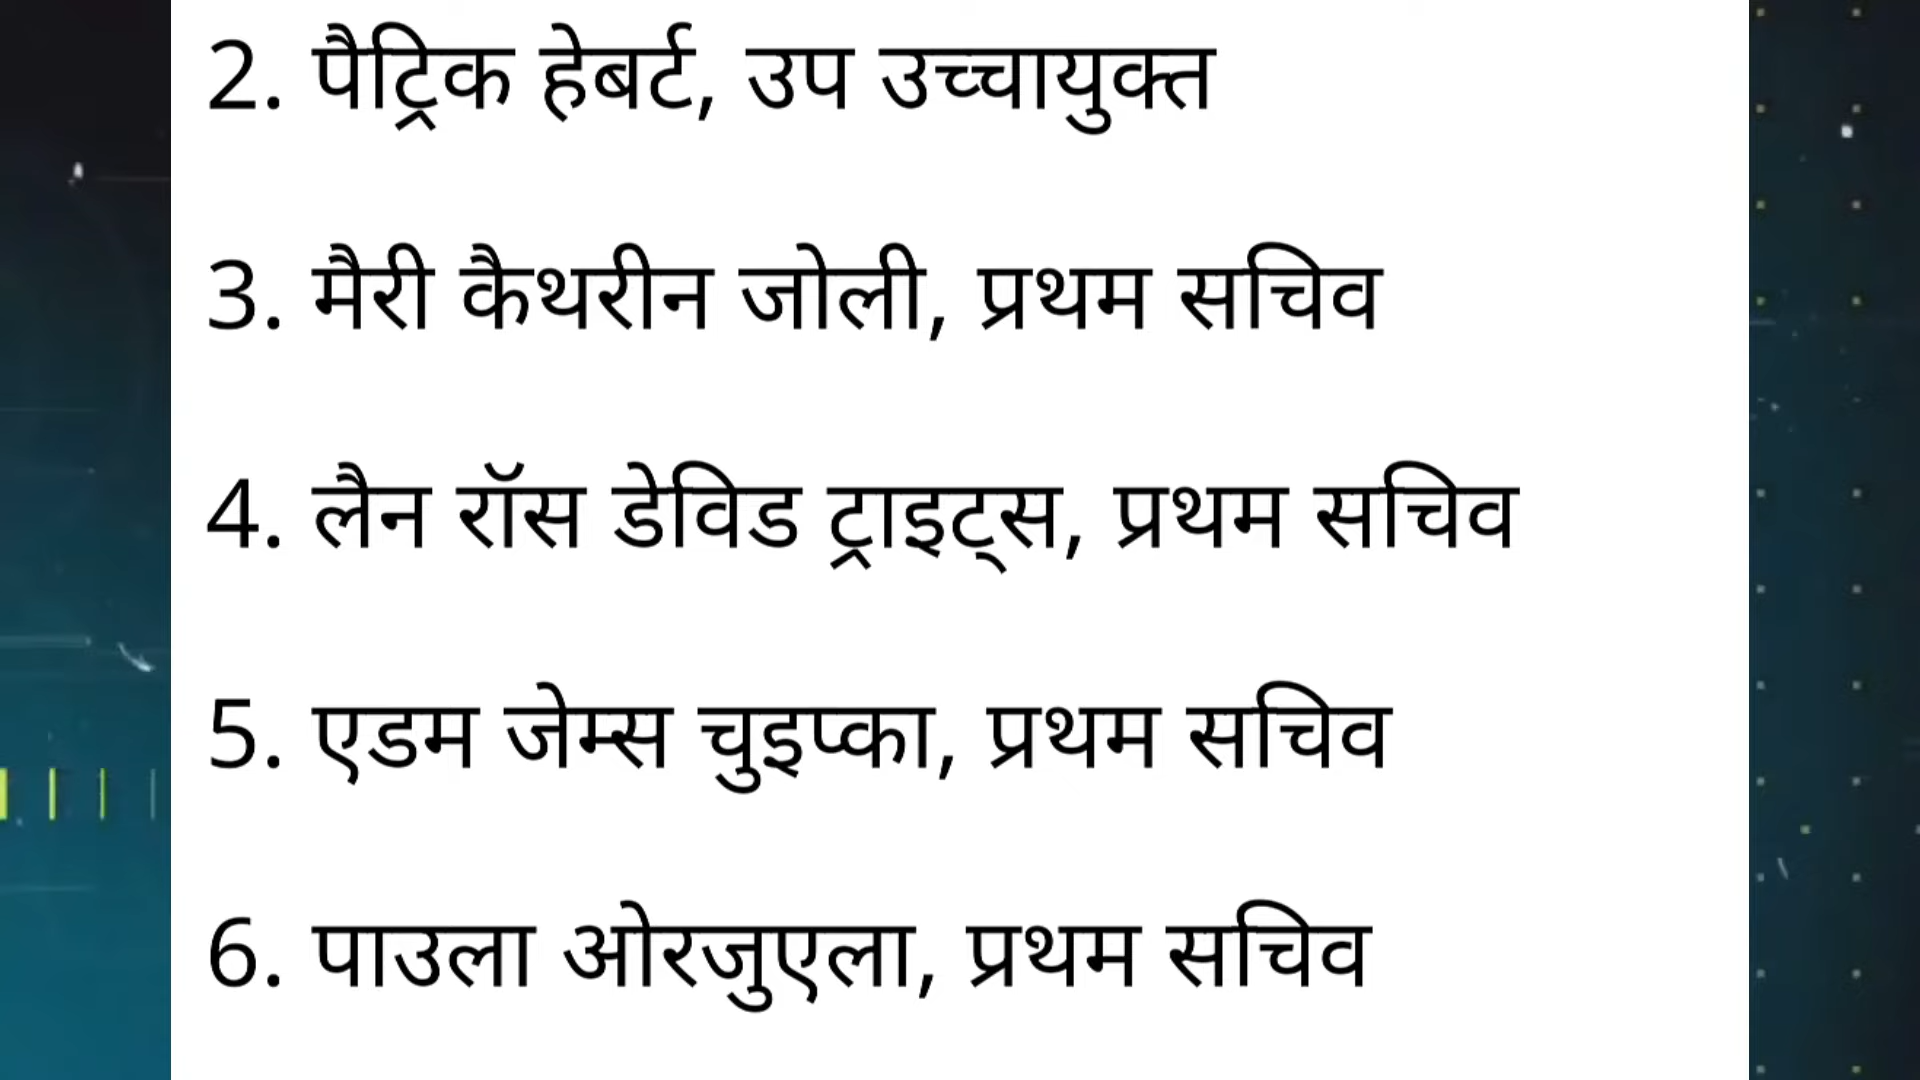 2. पैट्रिक हेबर्ट, उप उच्चायुक्त
3. मैरी कैथरीन जोली, प्रथम सचिव
4. लैन रॉस डेविड ट्राइट्स, प्रथम सचिव
5. एडम जेम्स चुइप्का, प्रथम सचिव
6. पाउला ओरजुएला, प्रथम सचिव